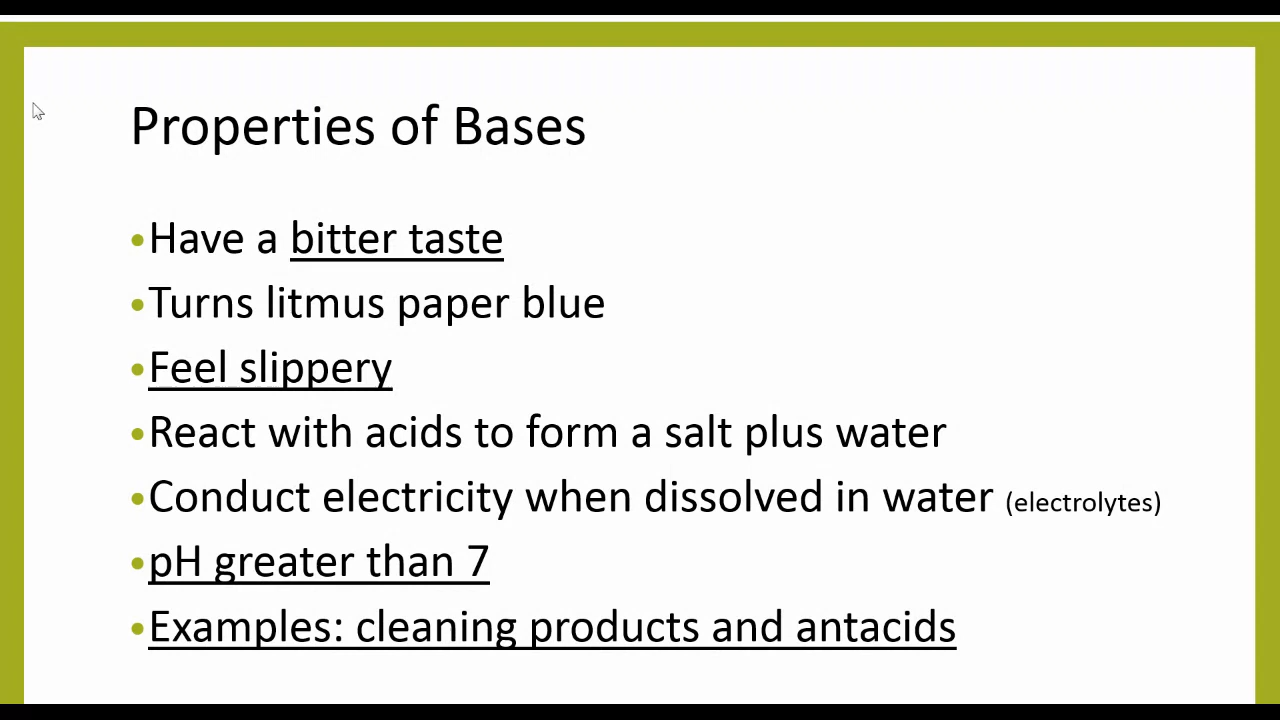 Properties of Bases
•Have a bitter taste
•Turns litmus paper blue
•Feel slippery
•React with acids to form a salt plus water
•Conduct electricity when dissolved in water (electrolytes)
•pH greater than 7
•Examples: cleaning products and antacids